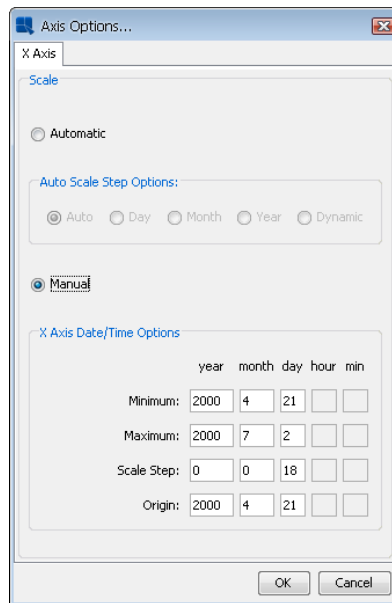 Axis Options...
X Axis
Scale
Automatic
Auto Scale Step Options:
Auto Day Month Year Dynamic
Manual
X Axis Date/Time Options
year month day hour min
Minimum: 2000 4 21
Maximum: 2000 7 2
Scale Step: 0 0 18
Origin: 2000 4 21
OK Cancel